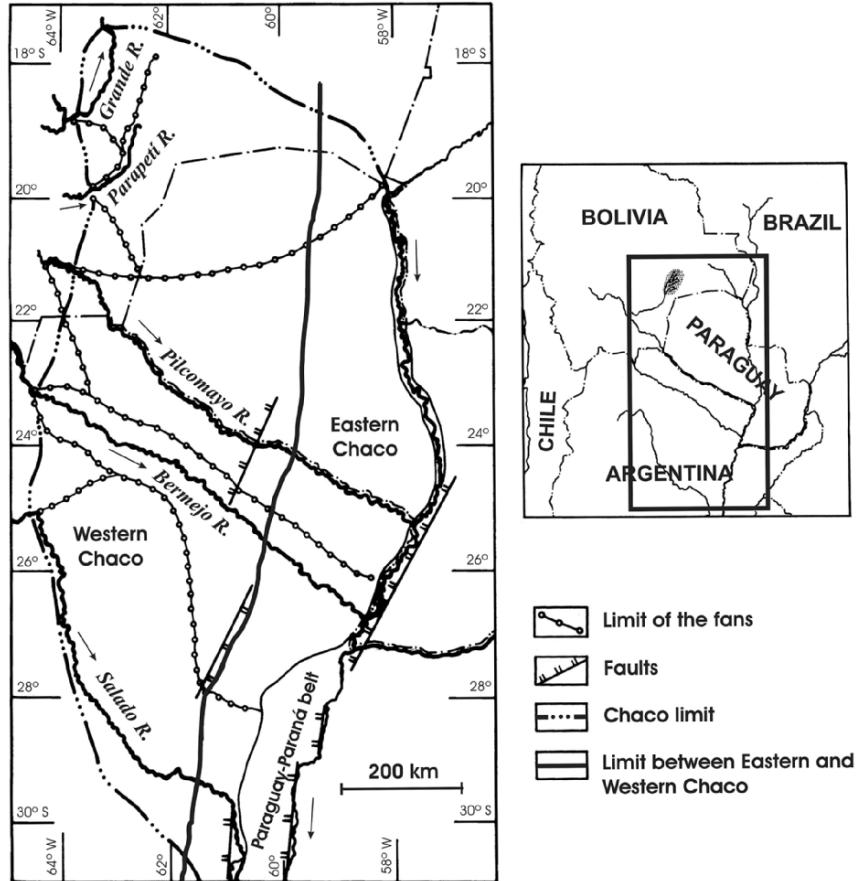 64° W
62°
60°
58° W
18° S
18° S
Grande R.
Parapetí R.
20°
20°
22°
22°
Pilcomayo R.
Eastern
Chaco
24°
24°
Bermejo R.
Western
Chaco
26°
26°
Salado R.
28°
28°
Paraguay-Paraná belt
200 km
30° S
30° S
64° W
62°
60°
58° W
BOLIVIA
BRAZIL
PARAGUAY
CHILE
ARGENTINA
Limit of the fans
Faults
Chaco limit
Limit between Eastern and
Western Chaco